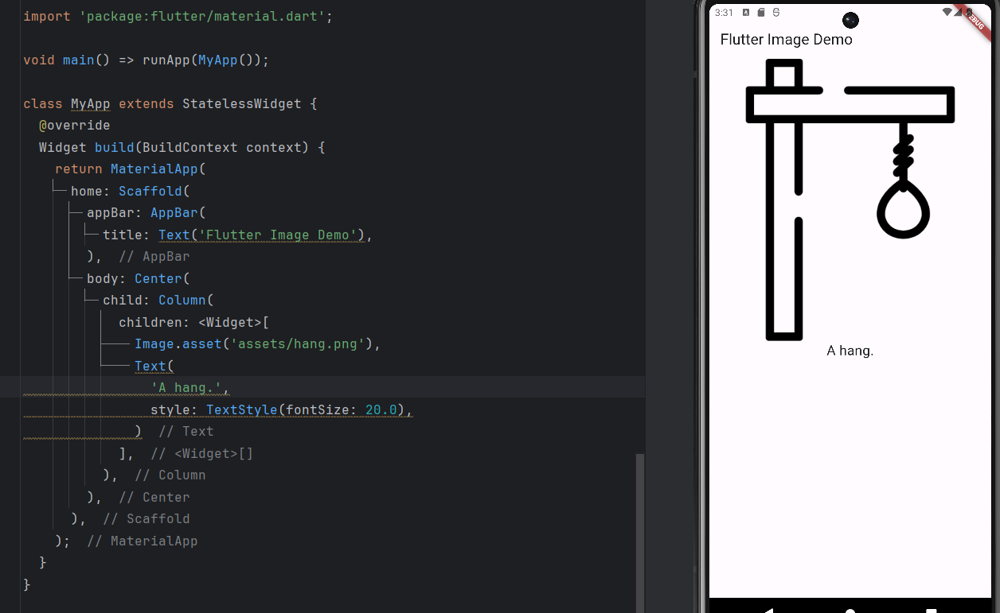 import 'package:flutter/material.dart';
void main() => runApp(MyApp());
class MyApp extends StatelessWidget {
@override
Widget build(BuildContext context) {
return MaterialApp(
home: Scaffold(
appBar: AppBar(
title: Text('Flutter Image Demo'),
), // AppBar
body: Center(
child: Column(
children: <Widget>[
Image.asset('assets/hang.png'),
Text(
'A hang.',
style: TextStyle(fontSize: 20.0),
) // Text
], // <Widget>[]
), // Column
), // Center
), // Scaffold
); // MaterialApp
}
}
3:31
DEBUG
Flutter Image Demo
A hang.